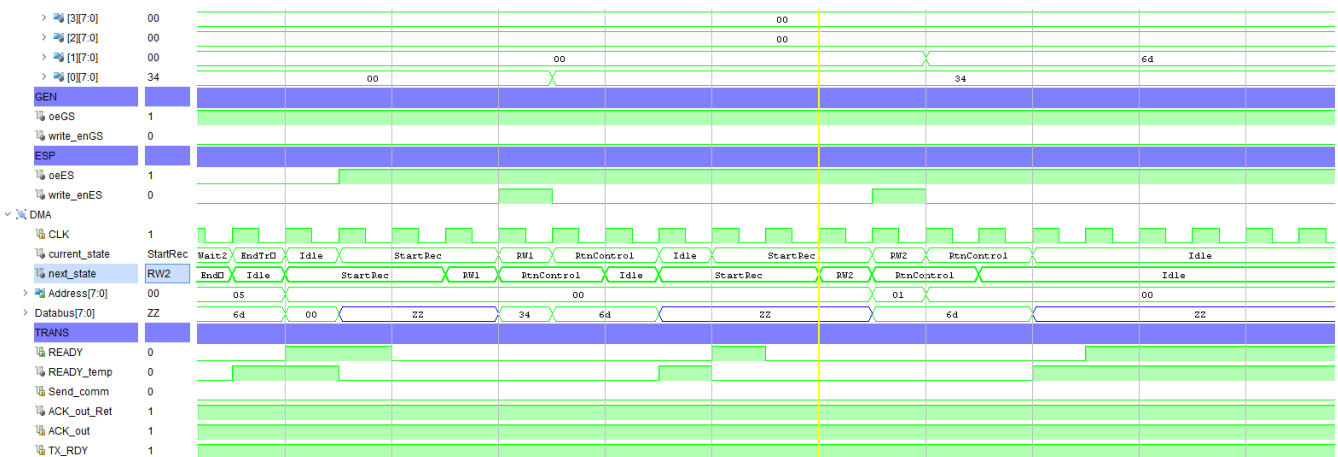 [3][7:0] 00 00
[2][7:0] 00 00
[1][7:0] 00 00 6d
[0][7:0] 34 00 34
GEN
oeGS 1
write_enGS 0
ESP
oeES 1
write_enES 0
DMA
CLK 1
current_state StartRec Wait2 EndTr□ Idle StartRec RW1 RtnControl Idle StartRec RW2 RtnControl Idle
next_state RW2 End□ Idle StartRec RW1 RtnControl Idle StartRec RW2 RtnControl Idle
Address[7:0] 00 05 00 01 00
Databus[7:0] ZZ 6d 00 ZZ 34 6d ZZ 6d ZZ
TRANS
READY 0
READY_temp 0
Send_comm 0
ACK_out_Ret 1
ACK_out 1
TX_RDY 1